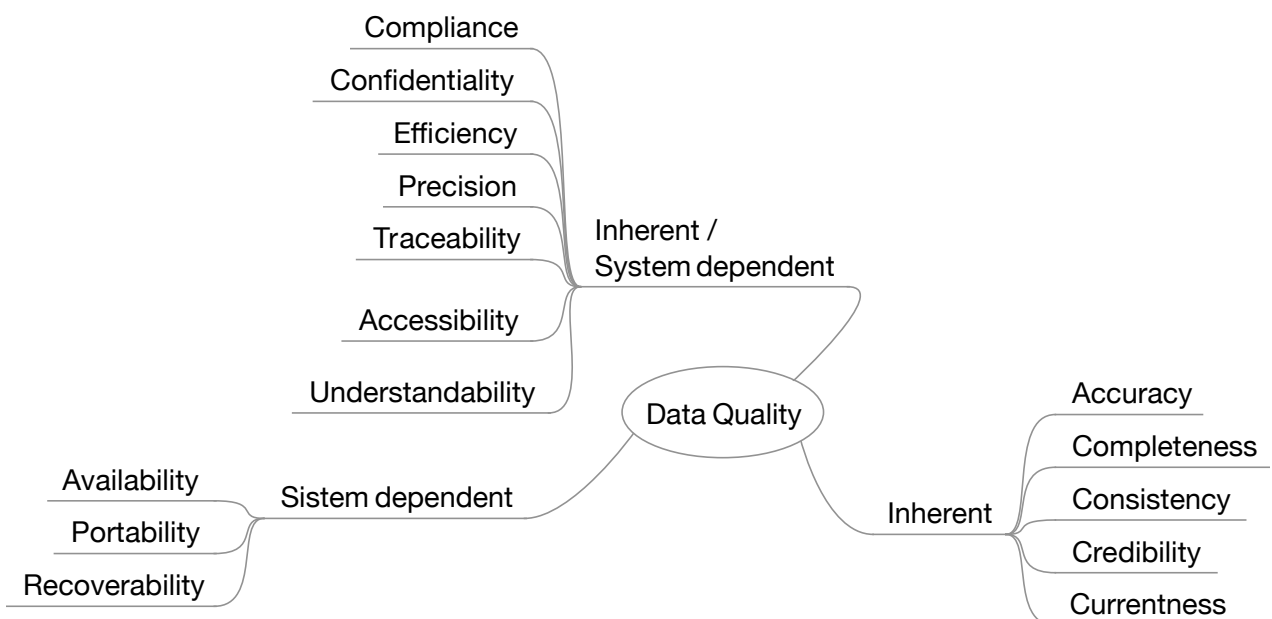 Compliance
Confidentiality
Efficiency
Precision
Traceability
Accessibility
Understandability
Inherent /
System dependent
Data Quality
Sistem dependent
Availability
Portability
Recoverability
Inherent
Accuracy
Completeness
Consistency
Credibility
Currentness